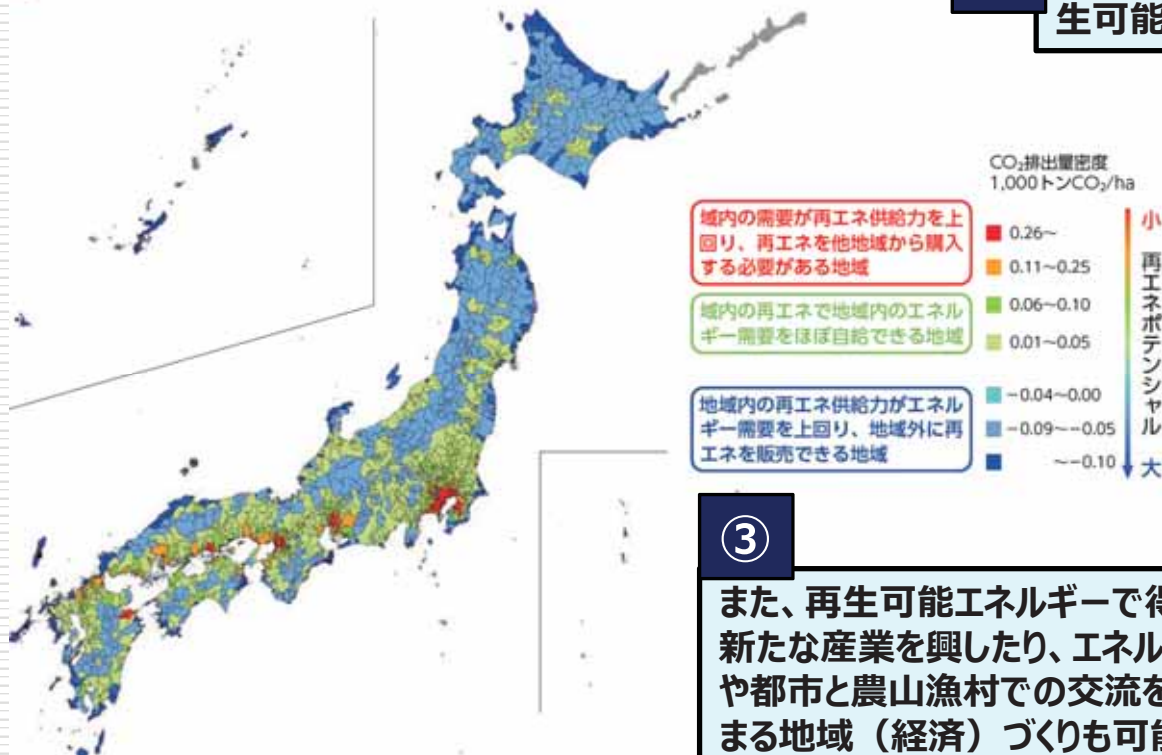 生可能
CO₂排出量密度
1,000トンCO₂/ha
域内の需要が再エネ供給力を上
回り、再エネを他地域から購入
する必要がある地域
域内の再エネで地域内のエネル
ギー需要をほぼ自給できる地域
地域内の再エネ供給力がエネル
ギー需要を上回り、地域外に再
エネを販売できる地域
0.26～
0.11～0.25
0.06～0.10
0.01～0.05
−0.04～0.00
−0.09～−0.05
～−0.10
小
再エネポテンシャル
大
③
また、再生可能エネルギーで得
新たな産業を興したり、エネル
や都市と農山漁村での交流を
まる地域（経済）づくりも可能